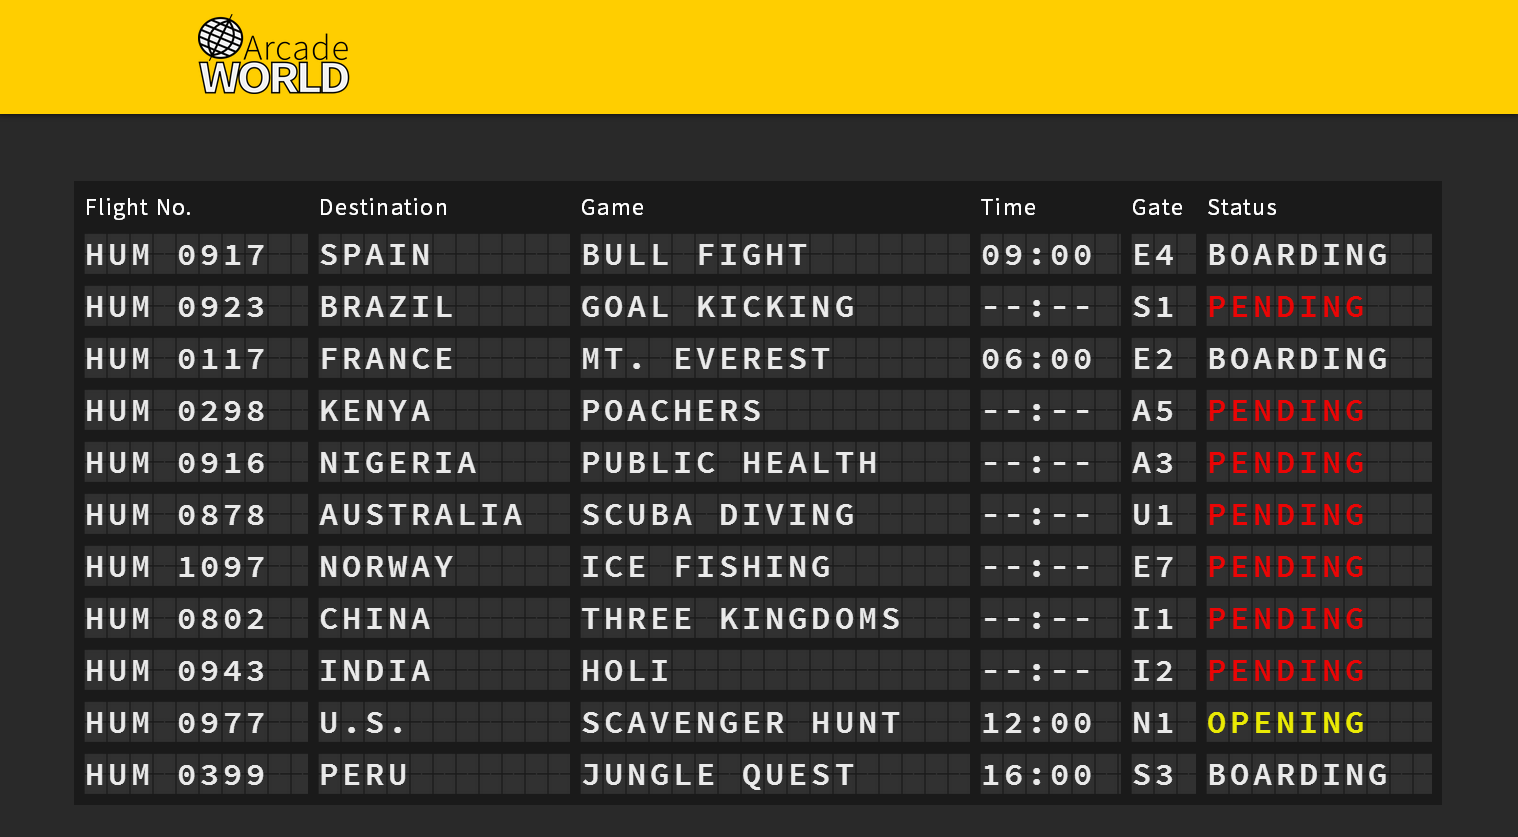 Arcade
WORLD
Flight No. Destination Game Time Gate Status
HUM 0917 SPAIN BULL FIGHT 09:00 E4 BOARDING
HUM 0923 BRAZIL GOAL KICKING --:-- S1 PENDING
HUM 0117 FRANCE MT. EVEREST 06:00 E2 BOARDING
HUM 0298 KENYA POACHERS --:-- A5 PENDING
HUM 0916 NIGERIA PUBLIC HEALTH --:-- A3 PENDING
HUM 0878 AUSTRALIA SCUBA DIVING --:-- U1 PENDING
HUM 1097 NORWAY ICE FISHING --:-- E7 PENDING
HUM 0802 CHINA THREE KINGDOMS --:-- I1 PENDING
HUM 0943 INDIA HOLI --:-- I2 PENDING
HUM 0977 U.S. SCAVENGER HUNT 12:00 N1 OPENING
HUM 0399 PERU JUNGLE QUEST 16:00 S3 BOARDING